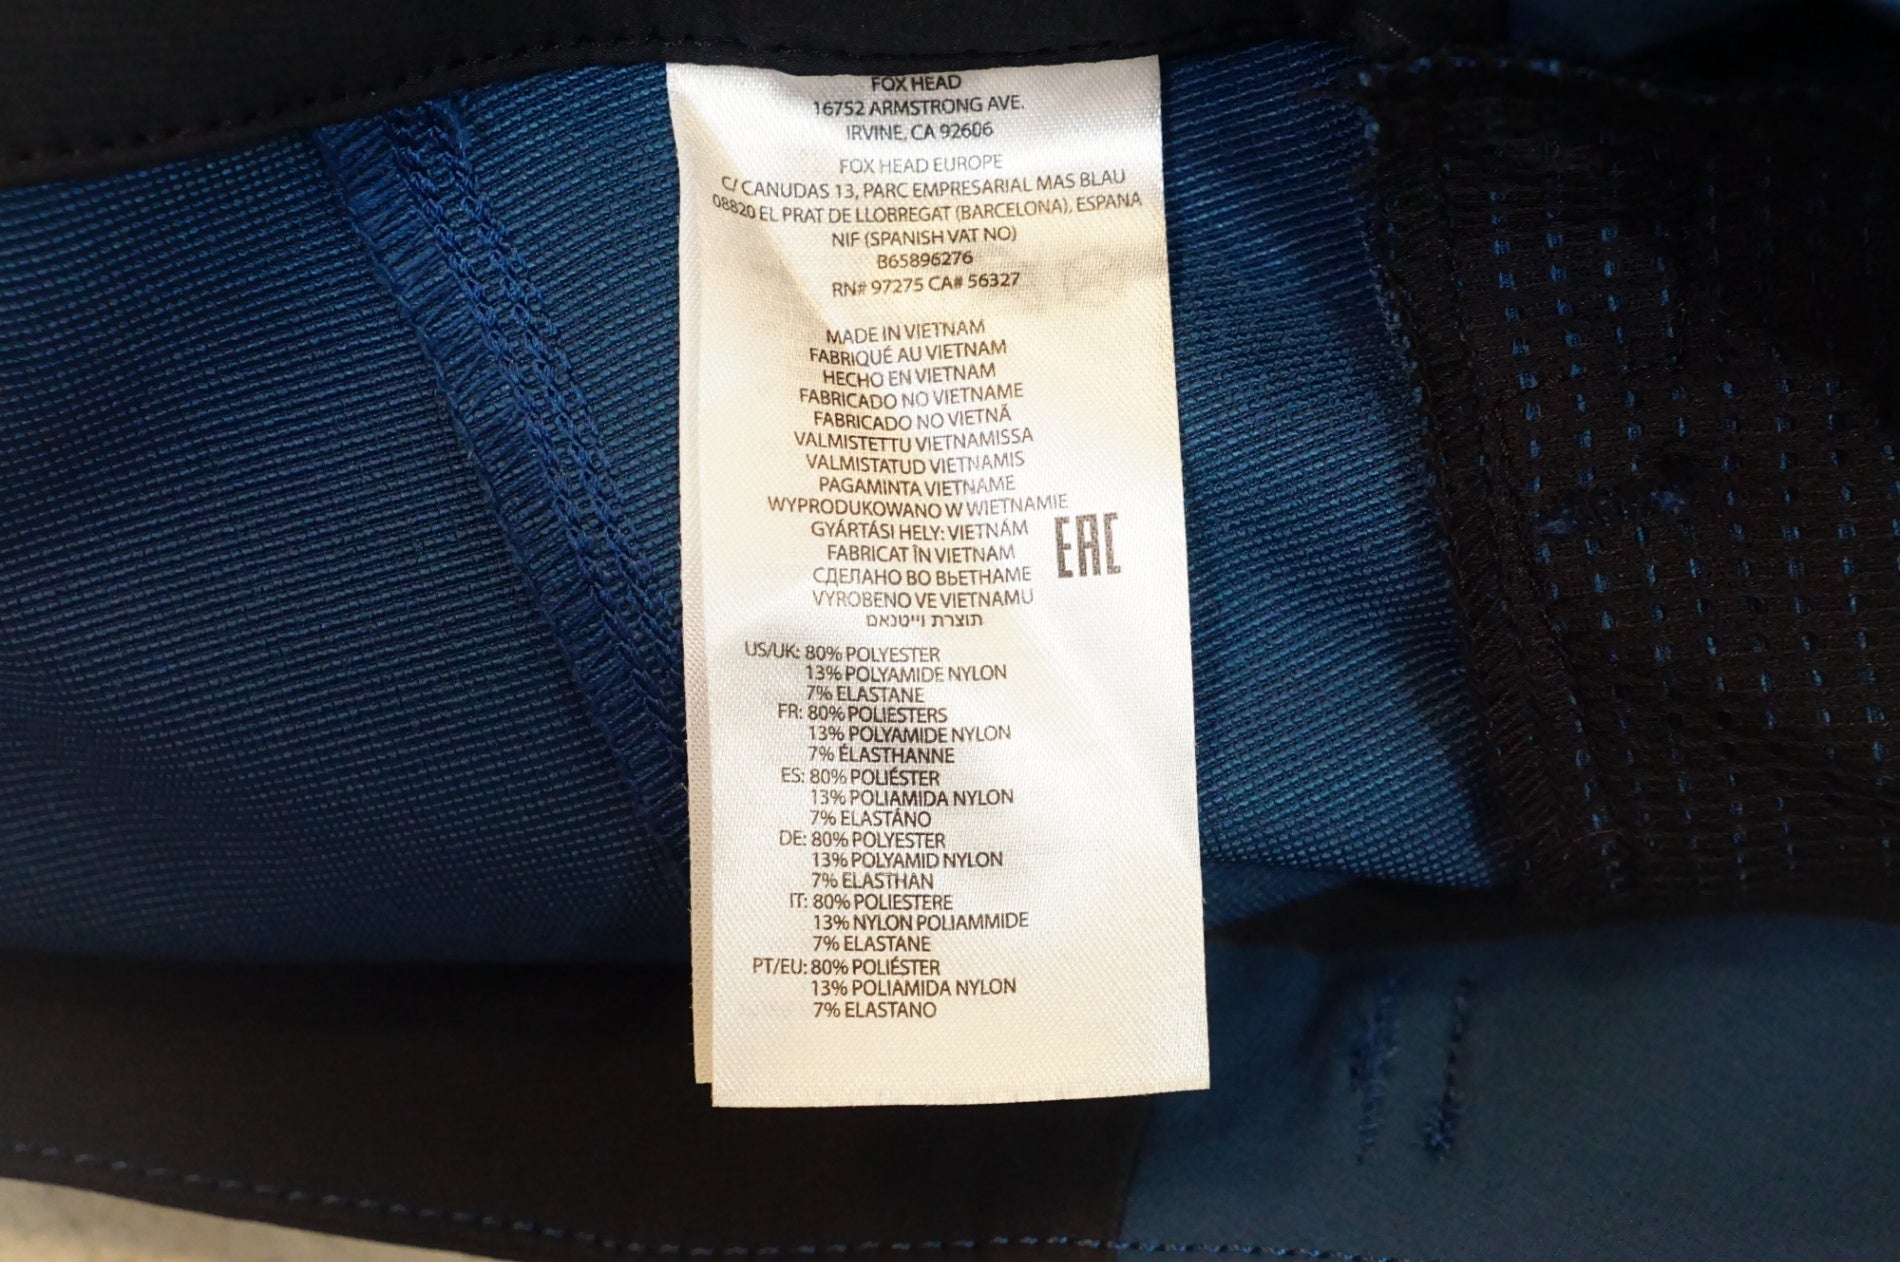 FOX HEAD
16752 ARMSTRONG AVE.
IRVINE, CA 92606
FOX HEAD EUROPE
C/ CANUDAS 13, PARC EMPRESARIAL MAS BLAU
08820 EL PRAT DE LLOBREGAT (BARCELONA), ESPANA
NIF (SPANISH VAT NO)
B65896276
RN# 97275 CA# 56327
MADE IN VIETNAM
FABRIQUÉ AU VIETNAM
HECHO EN VIETNAM
FABRICADO NO VIETNAME
FABRICADO NO VIETNÃ
VALMISTETTU VIETNAMISSA
VALMISTATUD VIETNAMIS
PAGAMINTA VIETNAME
WYPRODUKOWANO W WIETNAMIE
GYÁRTÁSI HELY: VIETNÁM
FABRICAT ÎN VIETNAM
EAC
СДЕЛАНО ВО ВЬЕТНАМЕ
VYROBENO VE VIETNAMU
תוצרת וייטנאם
US/UK: 80% POLYESTER
13% POLYAMIDE NYLON
7% ELASTANE
FR: 80% POLIESTERS
13% POLYAMIDE NYLON
7% ÉLASTHANNE
ES: 80% POLIÉSTER
13% POLIAMIDA NYLON
7% ELASTÁNO
DE: 80% POLYESTER
13% POLYAMID NYLON
7% ELASTHAN
IT: 80% POLIESTERE
13% NYLON POLIAMMIDE
7% ELASTANE
PT/EU: 80% POLIÉSTER
13% POLIAMIDA NYLON
7% ELASTANO